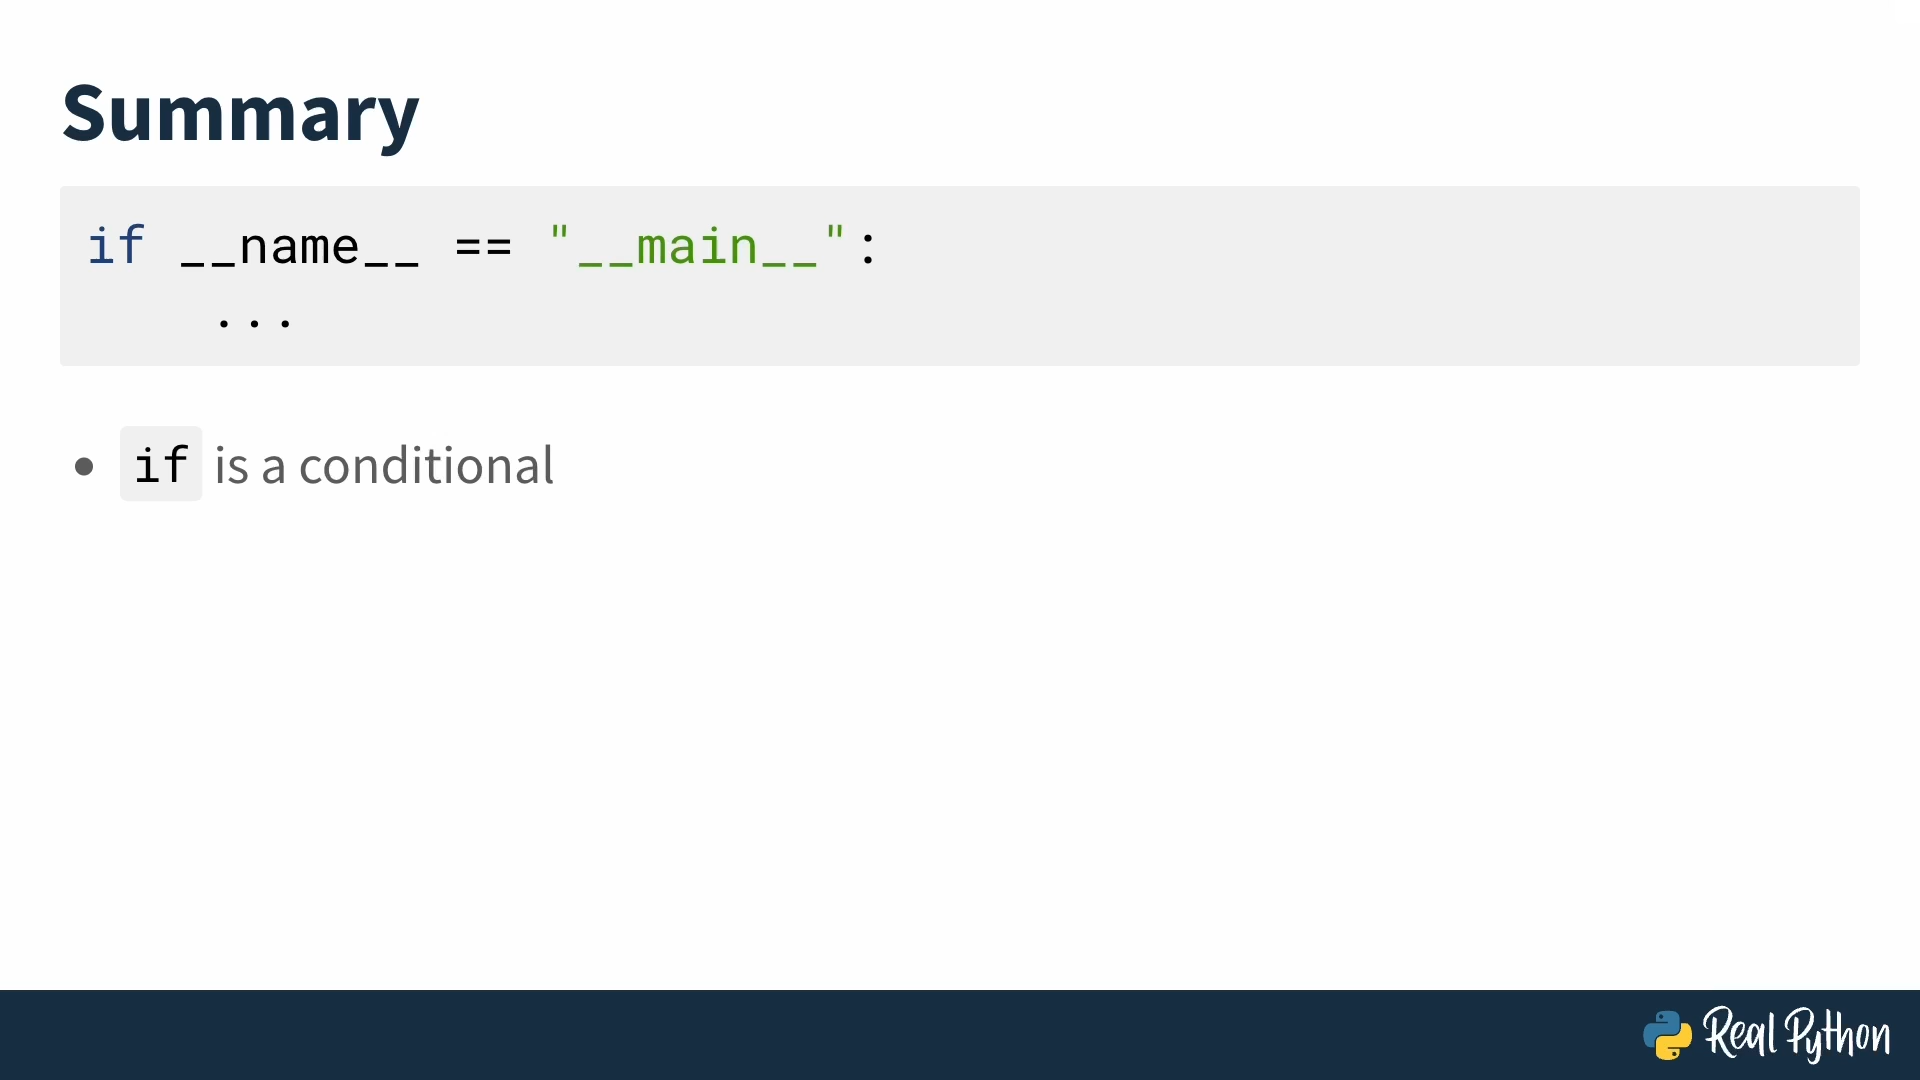 Summary
if __name__ == "__main__":
    ...
• if is a conditional
Real Python